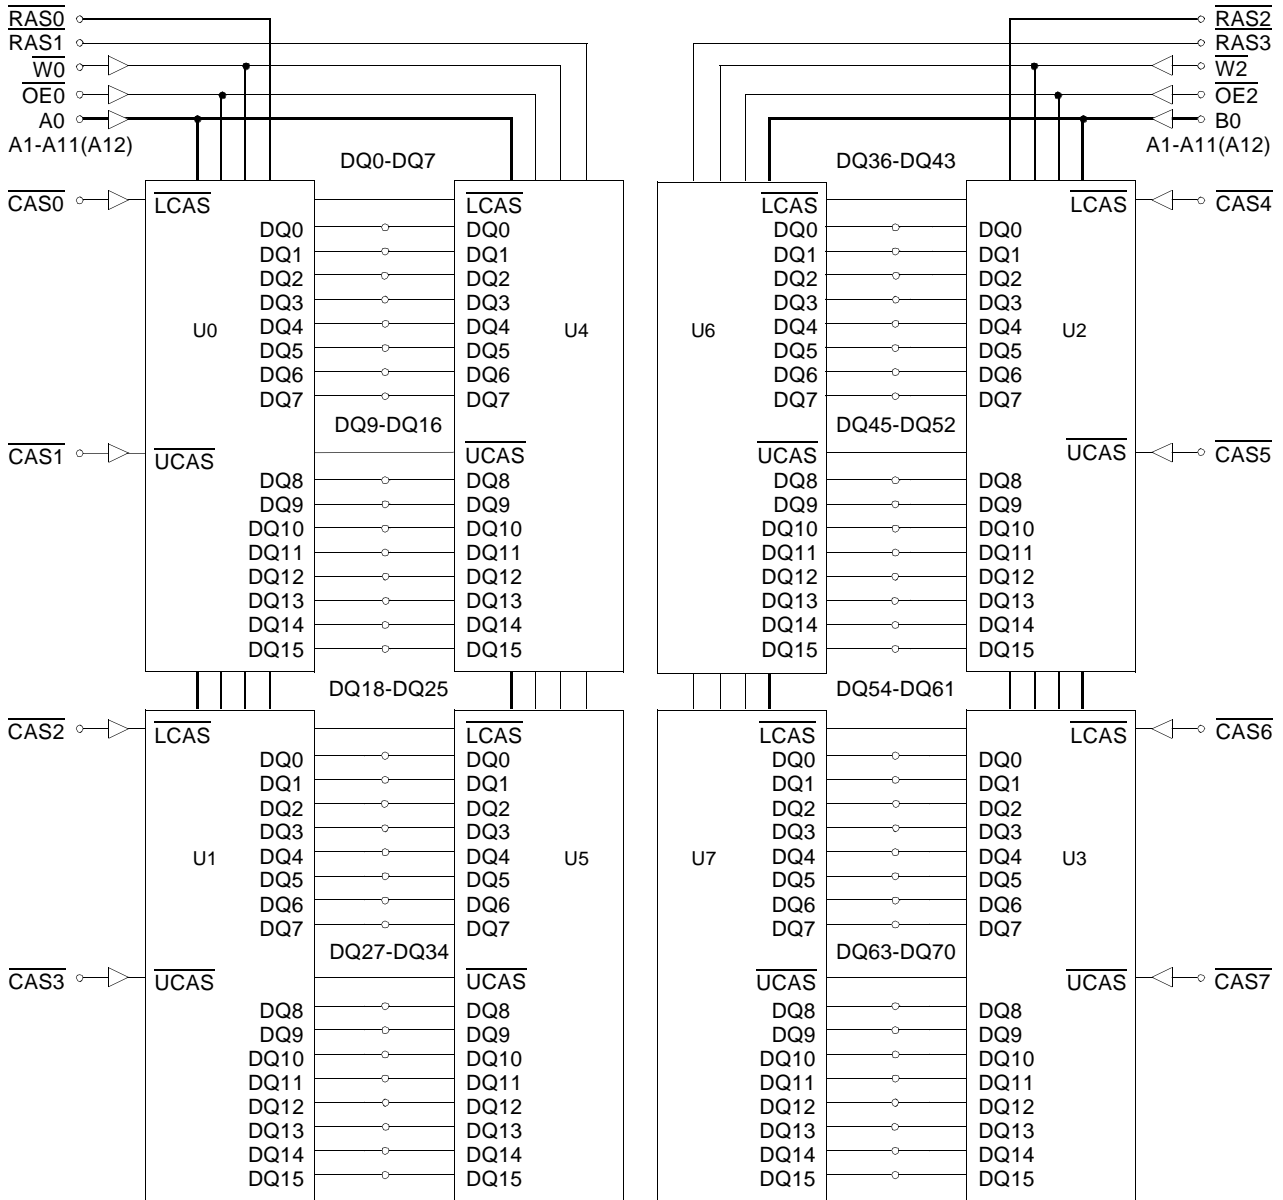 RAS0 RAS2
RAS1 RAS3
W0 W2
OE0 OE2
A0 B0
A1-A11(A12) A1-A11(A12)
DQ0-DQ7 DQ36-DQ43
CAS0 LCAS LCAS LCAS LCAS CAS4
DQ0 DQ0 DQ0 DQ0
DQ1 DQ1 DQ1 DQ1
DQ2 DQ2 DQ2 DQ2
DQ3 DQ3 DQ3 DQ3
U0 DQ4 DQ4 U4 U6 DQ4 DQ4 U2
DQ5 DQ5 DQ5 DQ5
DQ6 DQ6 DQ6 DQ6
DQ7 DQ7 DQ7 DQ7
DQ9-DQ16 DQ45-DQ52
CAS1 UCAS UCAS UCAS UCAS CAS5
DQ8 DQ8 DQ8 DQ8
DQ9 DQ9 DQ9 DQ9
DQ10 DQ10 DQ10 DQ10
DQ11 DQ11 DQ11 DQ11
DQ12 DQ12 DQ12 DQ12
DQ13 DQ13 DQ13 DQ13
DQ14 DQ14 DQ14 DQ14
DQ15 DQ15 DQ15 DQ15
DQ18-DQ25 DQ54-DQ61
CAS2 LCAS LCAS LCAS LCAS CAS6
DQ0 DQ0 DQ0 DQ0
DQ1 DQ1 DQ1 DQ1
DQ2 DQ2 DQ2 DQ2
DQ3 DQ3 DQ3 DQ3
U1 DQ4 DQ4 U5 U7 DQ4 DQ4 U3
DQ5 DQ5 DQ5 DQ5
DQ6 DQ6 DQ6 DQ6
DQ7 DQ7 DQ7 DQ7
DQ27-DQ34 DQ63-DQ70
CAS3 UCAS UCAS UCAS UCAS CAS7
DQ8 DQ8 DQ8 DQ8
DQ9 DQ9 DQ9 DQ9
DQ10 DQ10 DQ10 DQ10
DQ11 DQ11 DQ11 DQ11
DQ12 DQ12 DQ12 DQ12
DQ13 DQ13 DQ13 DQ13
DQ14 DQ14 DQ14 DQ14
DQ15 DQ15 DQ15 DQ15